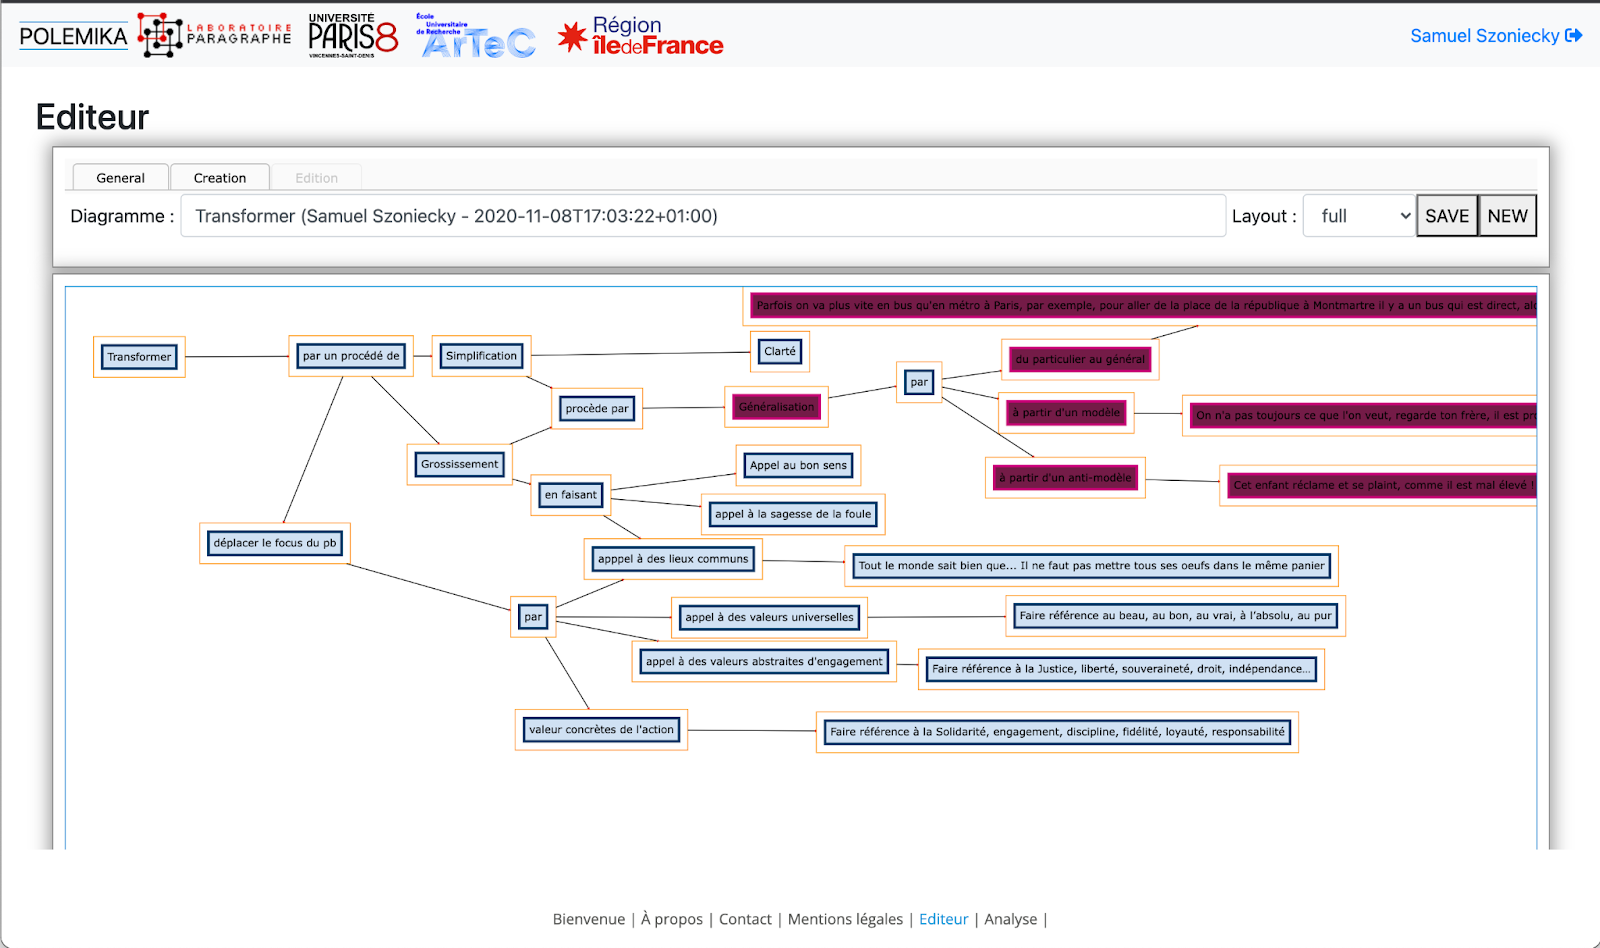 POLEMIKA
LABORATOIRE
PARAGRAPHE
UNIVERSITÉ
PARIS8
VINCENNES-SAINT-DENIS
École
Universitaire
de Recherche
ArTeC
Région
îledeFrance
Samuel Szoniecky
Editeur
General
Creation
Edition
Diagramme :
Transformer (Samuel Szoniecky - 2020-11-08T17:03:22+01:00)
Layout :
full
SAVE
NEW
Parfois on va plus vite en bus qu'en métro à Paris, par exemple, pour aller de la place de la république à Montmartre il y a un bus qui est direct,
Transformer
par un procédé de
Simplification
Clarté
du particulier au général
par
procède par
Généralisation
à partir d'un modèle
On n'a pas toujours ce que l'on veut, regarde ton frère, il est
Grossissement
Appel au bon sens
à partir d'un anti-modèle
Cet enfant réclame et se plaint, comme il est mal élevé !
en faisant
appel à la sagesse de la foule
déplacer le focus du pb
apppel à des lieux communs
Tout le monde sait bien que... Il ne faut pas mettre tous ses oeufs dans le même panier
par
appel à des valeurs universelles
Faire référence au beau, au bon, au vrai, à l'absolu, au pur
appel à des valeurs abstraites d'engagement
Faire référence à la Justice, liberté, souveraineté, droit, indépendance...
valeur concrètes de l'action
Faire référence à la Solidarité, engagement, discipline, fidélité, loyauté, responsabilité
Bienvenue | À propos | Contact | Mentions légales | Editeur | Analyse |